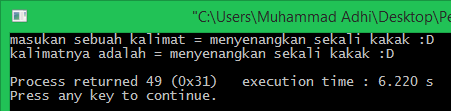 "C:\Users\Muhammad Adhi\Desktop\Pe
masukan sebuah kalimat = menyenangkan sekali kakak :D
kalimatnya adalah = menyenangkan sekali kakak :D
Process returned 49 (0x31)   execution time : 6.220 s
Press any key to continue.